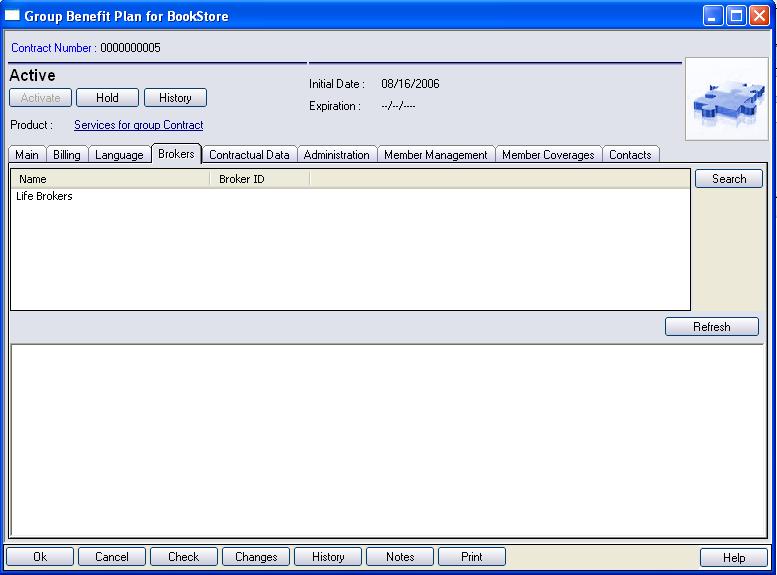 Group Benefit Plan for BookStore
Contract Number : 0000000005
Active
Initial Date : 08/16/2006
Activate Hold History
Expiration : --/--/----
Product : Services for group Contract
Main Billing Language Brokers Contractual Data Administration Member Management Member Coverages Contacts
Name Broker ID
Search
Life Brokers
Refresh
Ok Cancel Check Changes History Notes Print Help